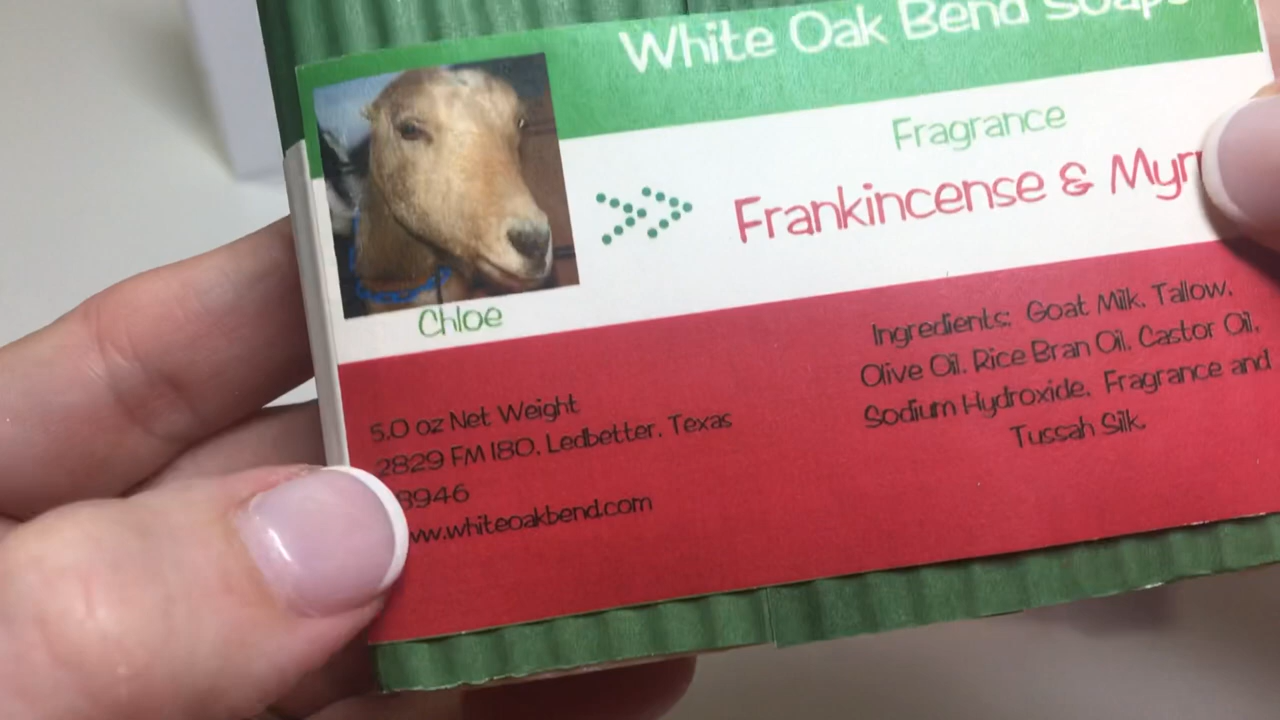 White Oak Bend Soaps
Fragrance
Frankincense & Myrr
Chloe
5.0 oz Net Weight
2829 FM 180, Ledbetter, Texas
8946
www.whiteoakbend.com
Ingredients: Goat Milk, Tallow,
Olive Oil, Rice Bran Oil, Castor Oil,
Sodium Hydroxide, Fragrance and
Tussah Silk